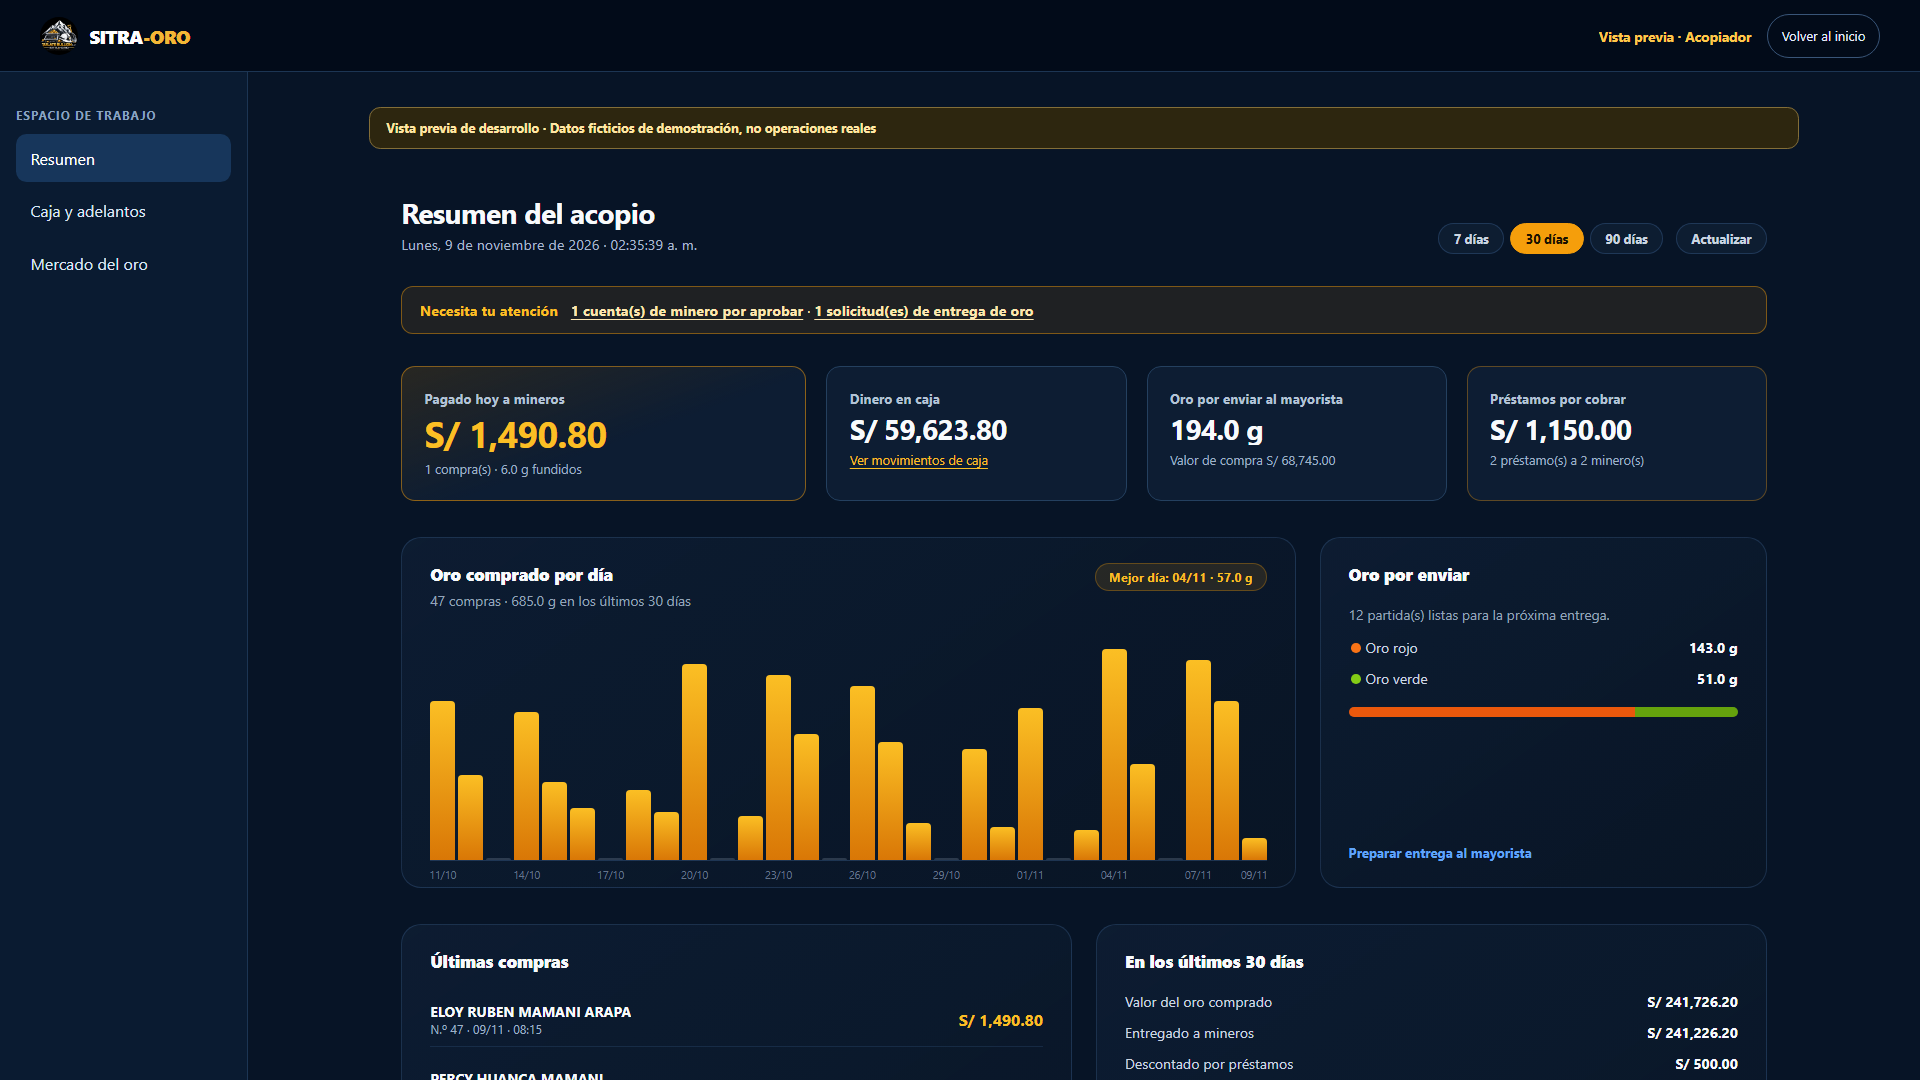 SITRA-ORO
Vista previa · Acopiador
Volver al inicio
ESPACIO DE TRABAJO
Resumen
Caja y adelantos
Mercado del oro
Vista previa de desarrollo · Datos ficticios de demostración, no operaciones reales
Resumen del acopio
Lunes, 9 de noviembre de 2026 · 02:35:39 a. m.
7 días
30 días
90 días
Actualizar
Necesita tu atención 1 cuenta(s) de minero por aprobar · 1 solicitud(es) de entrega de oro
Pagado hoy a mineros
S/ 1,490.80
1 compra(s) · 6.0 g fundidos
Dinero en caja
S/ 59,623.80
Ver movimientos de caja
Oro por enviar al mayorista
194.0 g
Valor de compra S/ 68,745.00
Préstamos por cobrar
S/ 1,150.00
2 préstamo(s) a 2 minero(s)
Oro comprado por día
47 compras · 685.0 g en los últimos 30 días
Mejor día: 04/11 · 57.0 g
11/10 14/10 17/10 20/10 23/10 26/10 29/10 01/11 04/11 07/11 09/11
Oro por enviar
12 partida(s) listas para la próxima entrega.
Oro rojo 143.0 g
Oro verde 51.0 g
Preparar entrega al mayorista
Últimas compras
ELOY RUBEN MAMANI ARAPA
N.º 47 · 09/11 · 08:15
S/ 1,490.80
PERCY HUANCA MAMANI
En los últimos 30 días
Valor del oro comprado S/ 241,726.20
Entregado a mineros S/ 241,226.20
Descontado por préstamos S/ 500.00